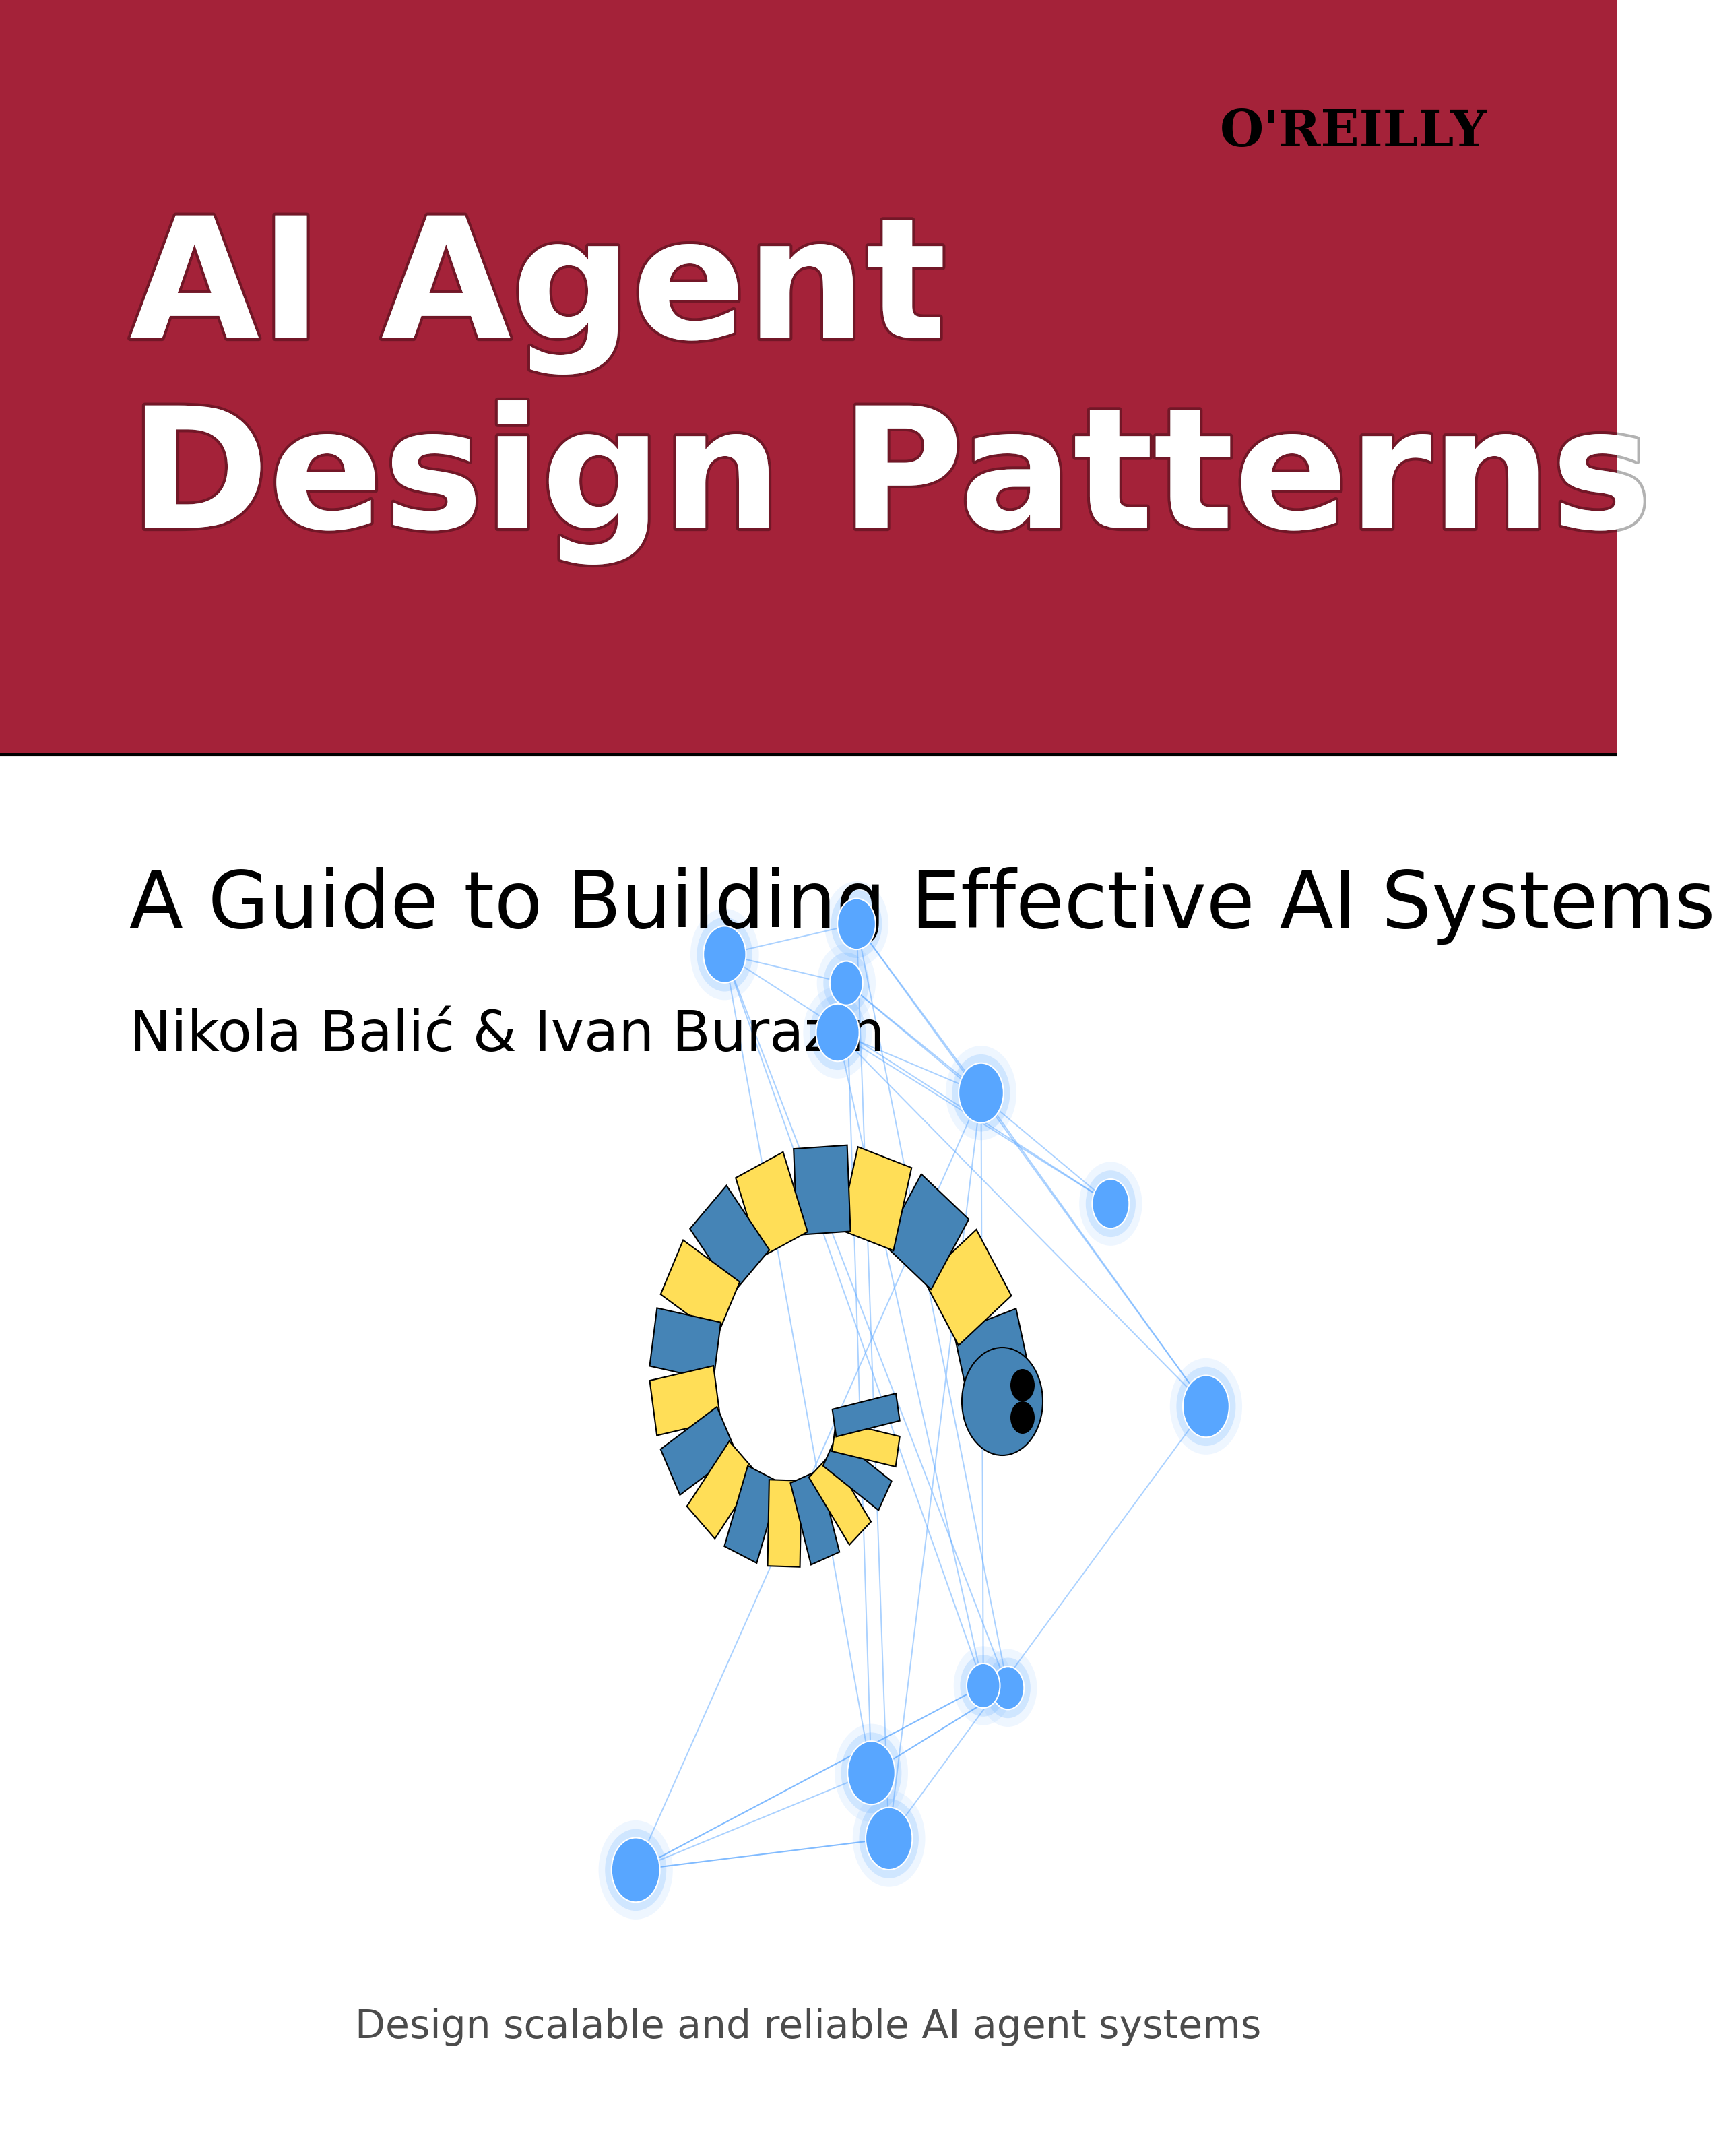 O'REILLY
AI Agent
Design Patterns
A Guide to Building Effective AI Systems
Nikola Balić & Ivan
Design scalable and reliable AI agent systems